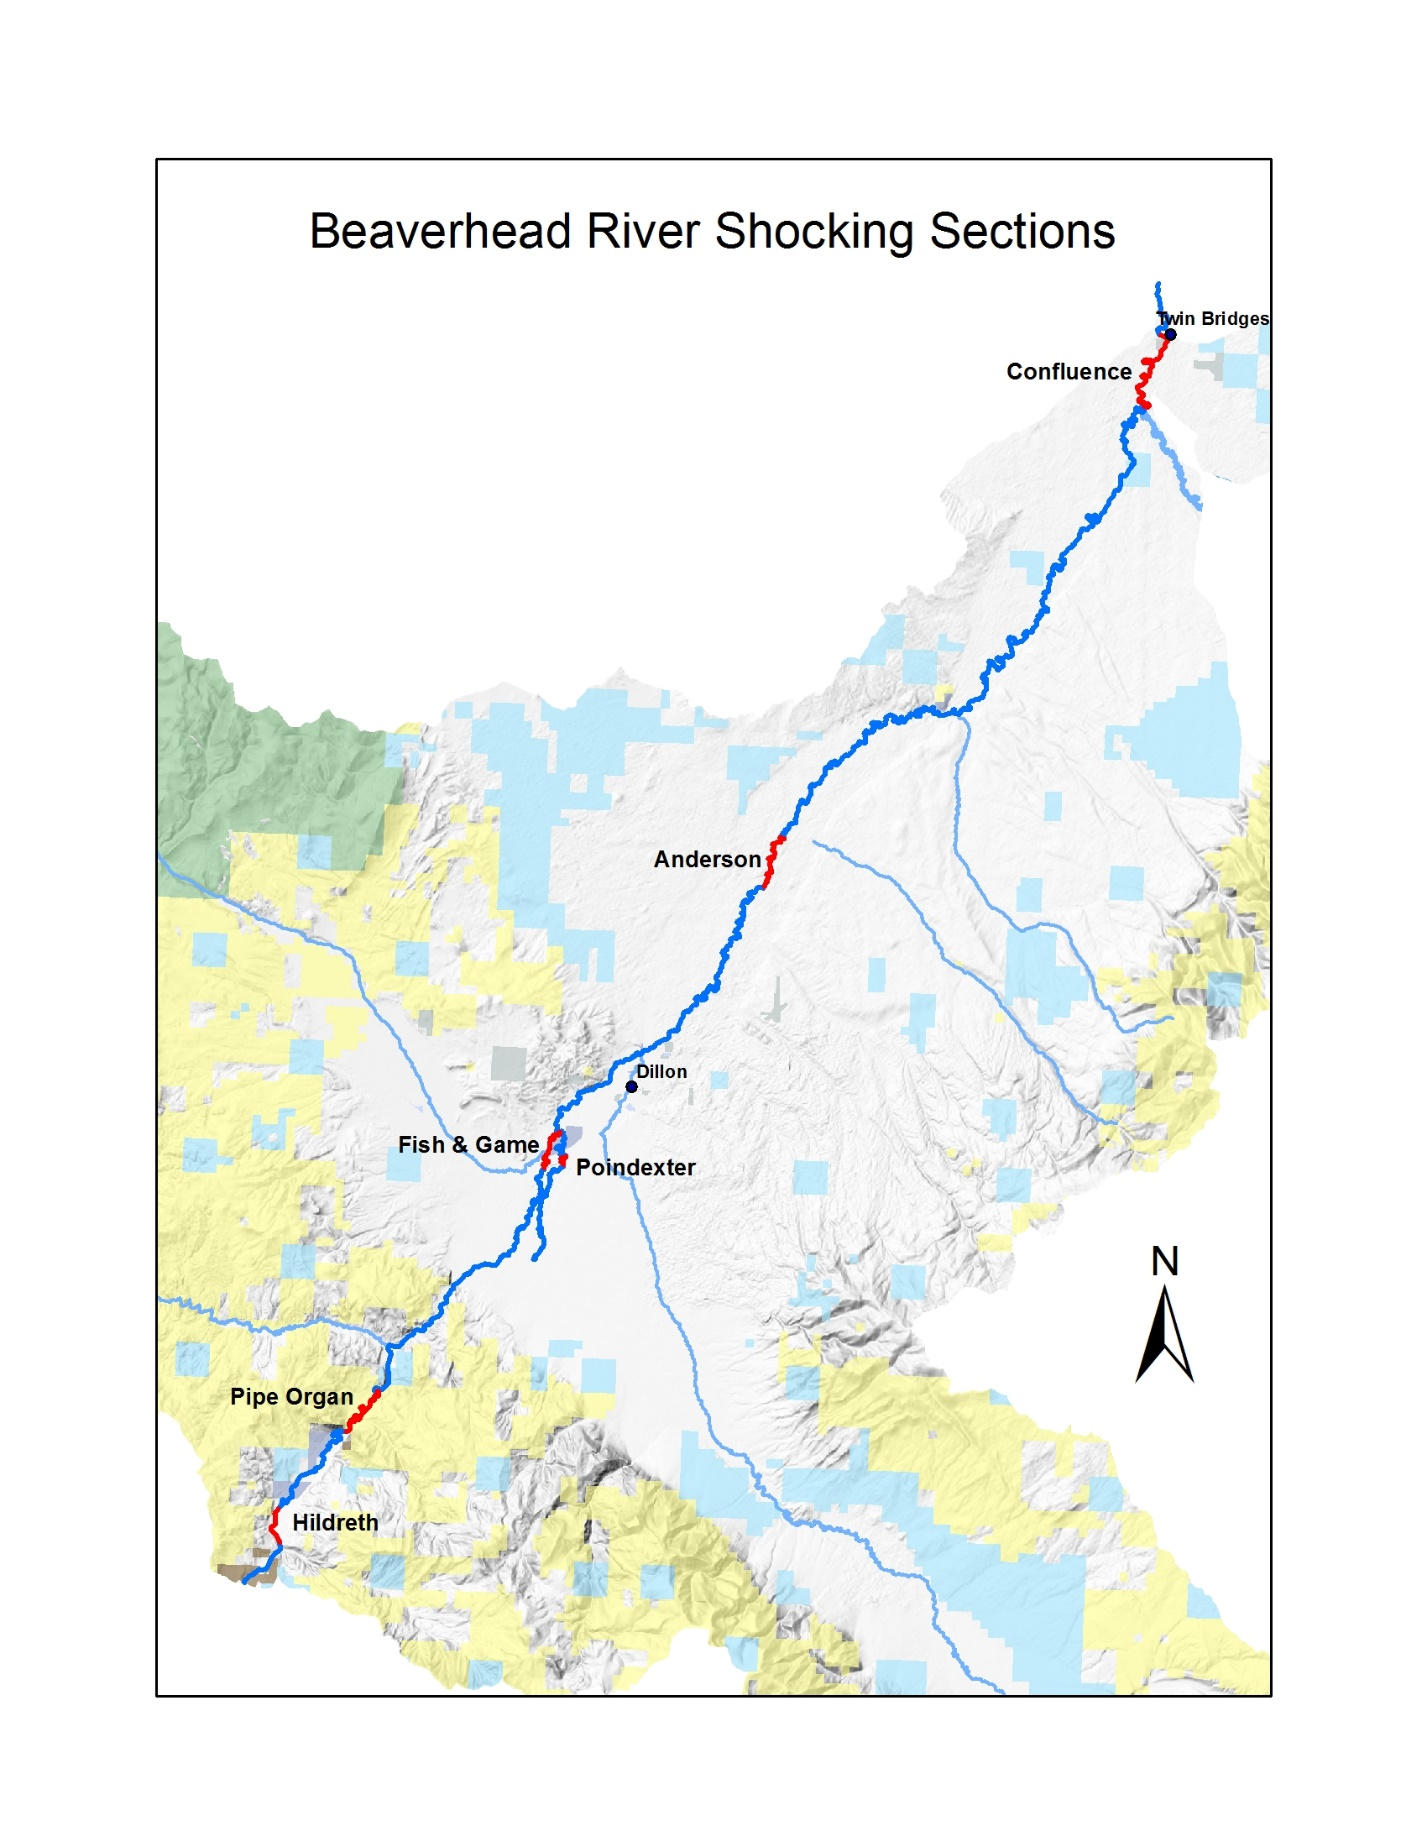 Beaverhead River Shocking Sections
Twin Bridges
Confluence
Anderson
Dillon
Fish & Game
Poindexter
N
Pipe Organ
Hildreth